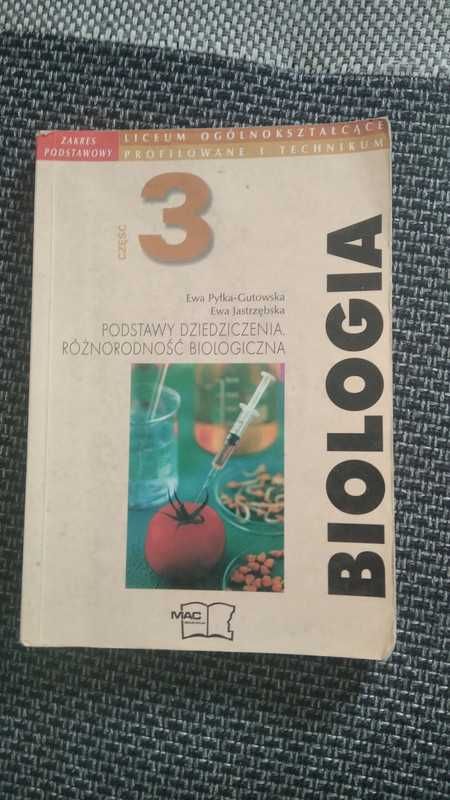 ZAKRES
PODSTAWOWY
LICEUM OGÓLNOKSZTAŁCĄCE
PROFILOWANE I TECHNIKUM
CZĘŚĆ
3
Ewa Pyłka-Gutowska
Ewa Jastrzębska
PODSTAWY DZIEDZICZENIA.
RÓŻNORODNOŚĆ BIOLOGICZNA
BIOLOGIA
MAC